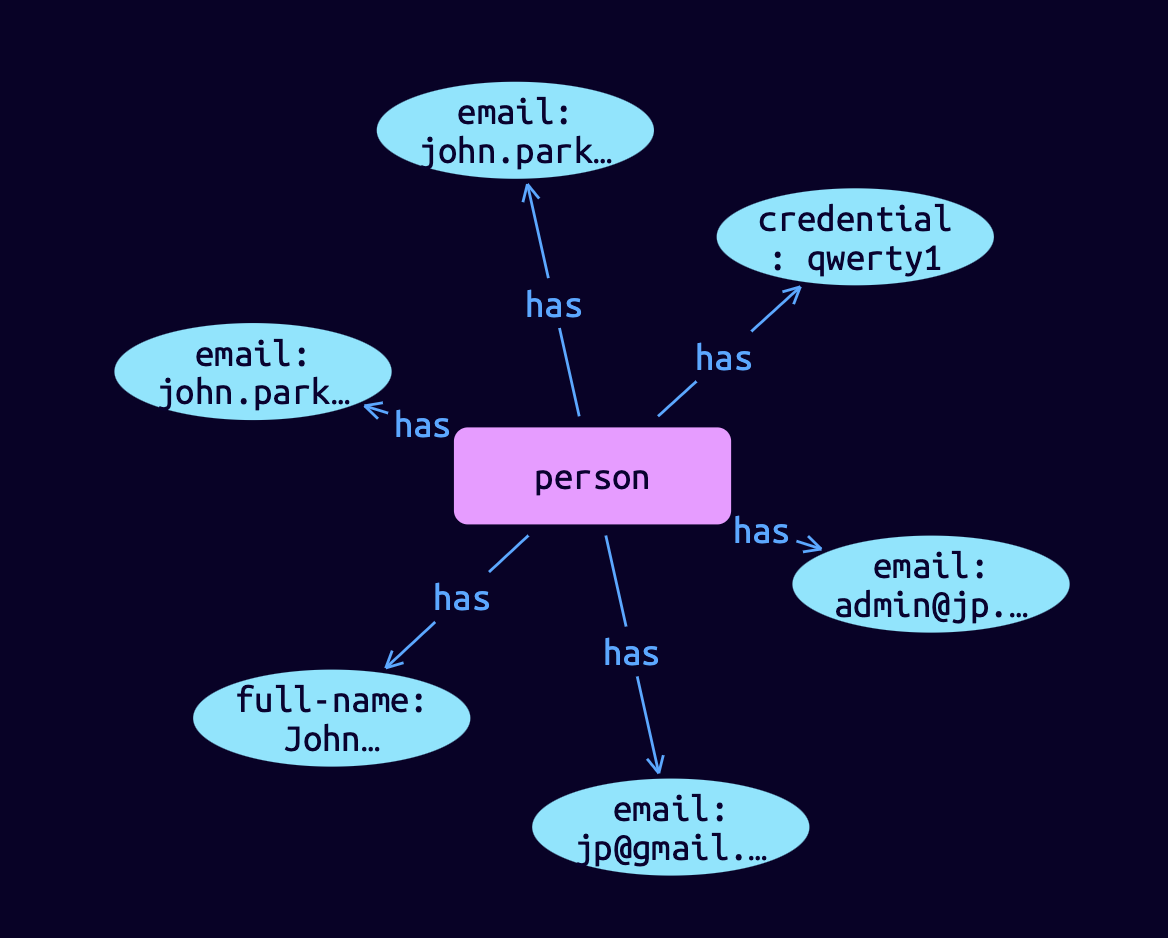 email:
john.park…
credential
: qwerty1
has
has
email:
john.park…
has
person
has
email:
admin@jp.…
has
has
full-name:
John…
email:
jp@gmail.…